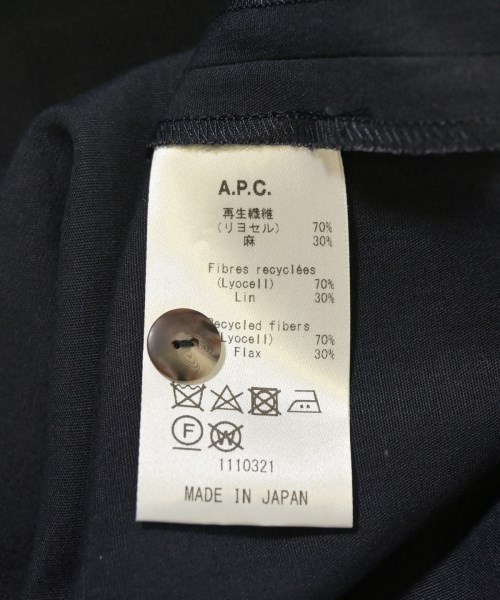 A.P.C.
再生繊維
(リヨセル) 70%
麻 30%
Fibres recyclées
(Lyocell) 70%
Lin 30%
ecycled fibers
Lyocell) 70%
Flax 30%
F
W
1110321
MADE IN JAPAN